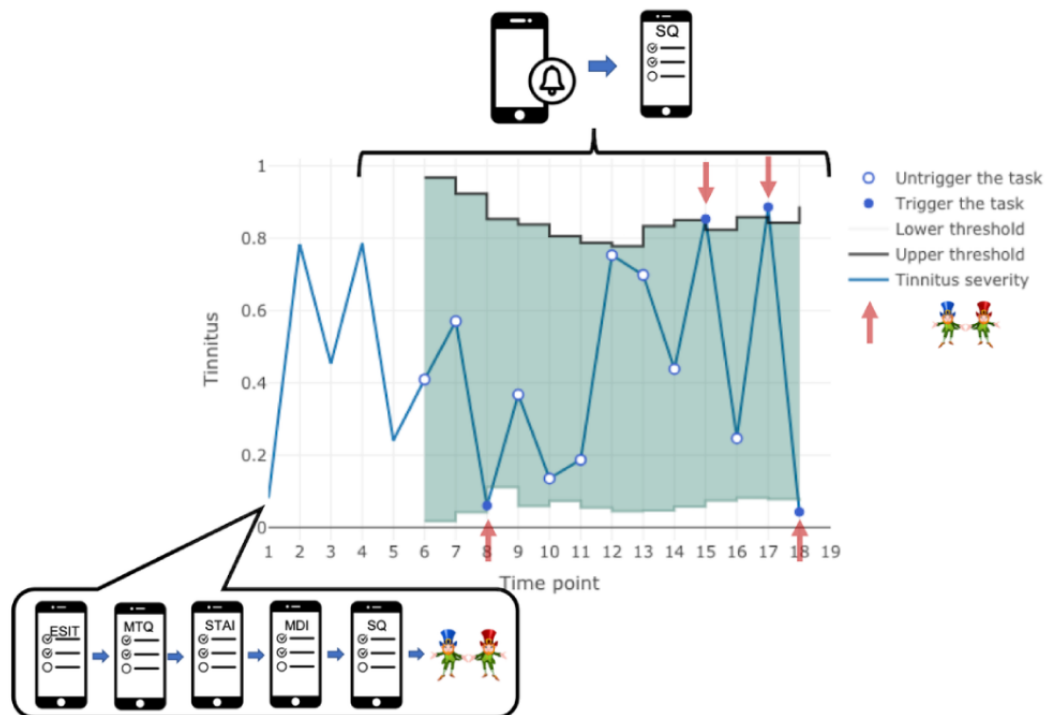 SQ
1
0.8
0.6
0.4
0.2
0
Tinnitus
1 2 3 4 5 6 7 8 9 10 11 12 13 14 15 16 17 18 19
Time point
Untrigger the task
Trigger the task
Lower threshold
Upper threshold
Tinnitus severity
ESIT
MTQ
STAI
MDI
SQ